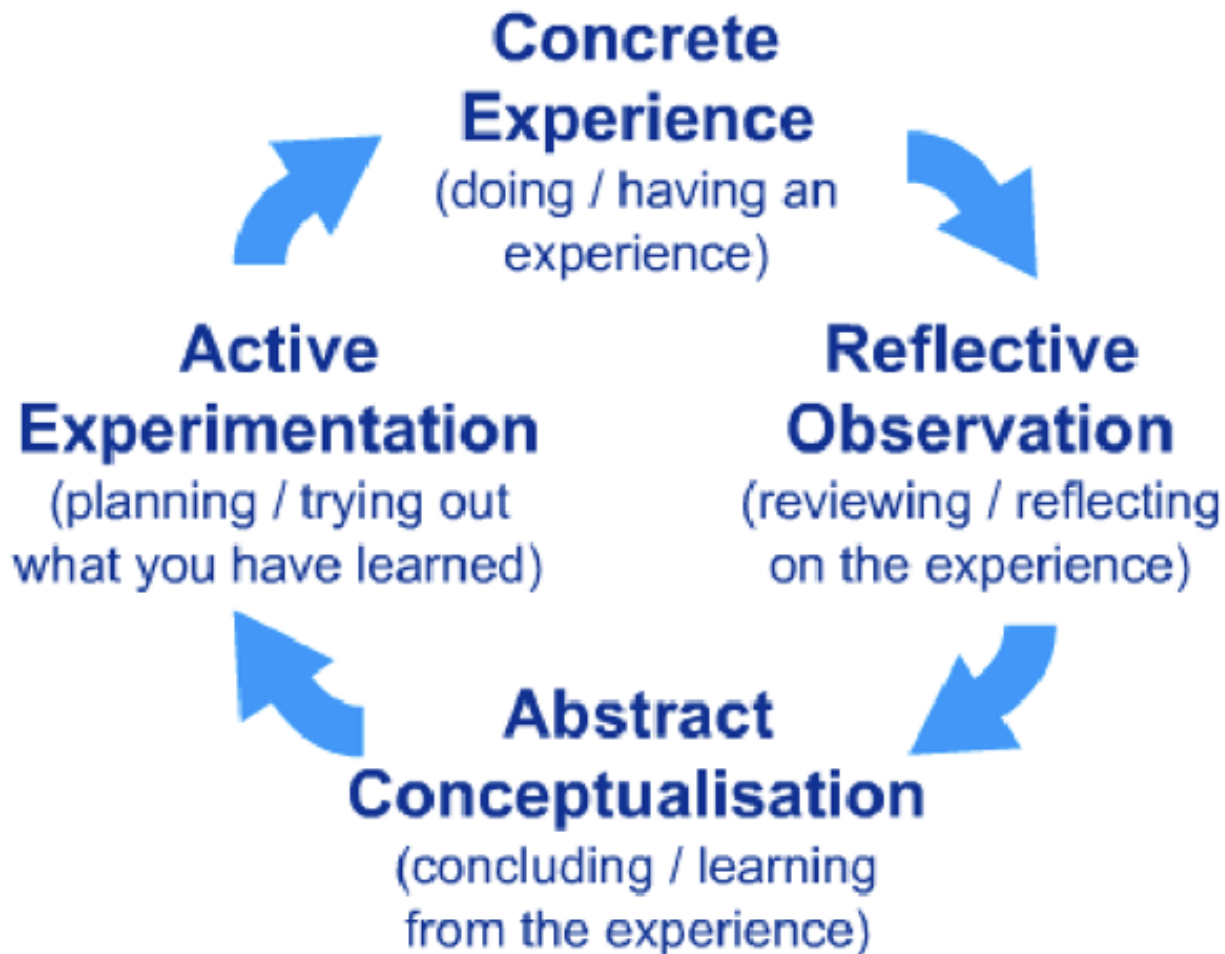 Concrete
Experience
(doing / having an
experience)
Reflective
Observation
(reviewing / reflecting
on the experience)
Abstract
Conceptualisation
(concluding / learning
from the experience)
Active
Experimentation
(planning / trying out
what you have learned)